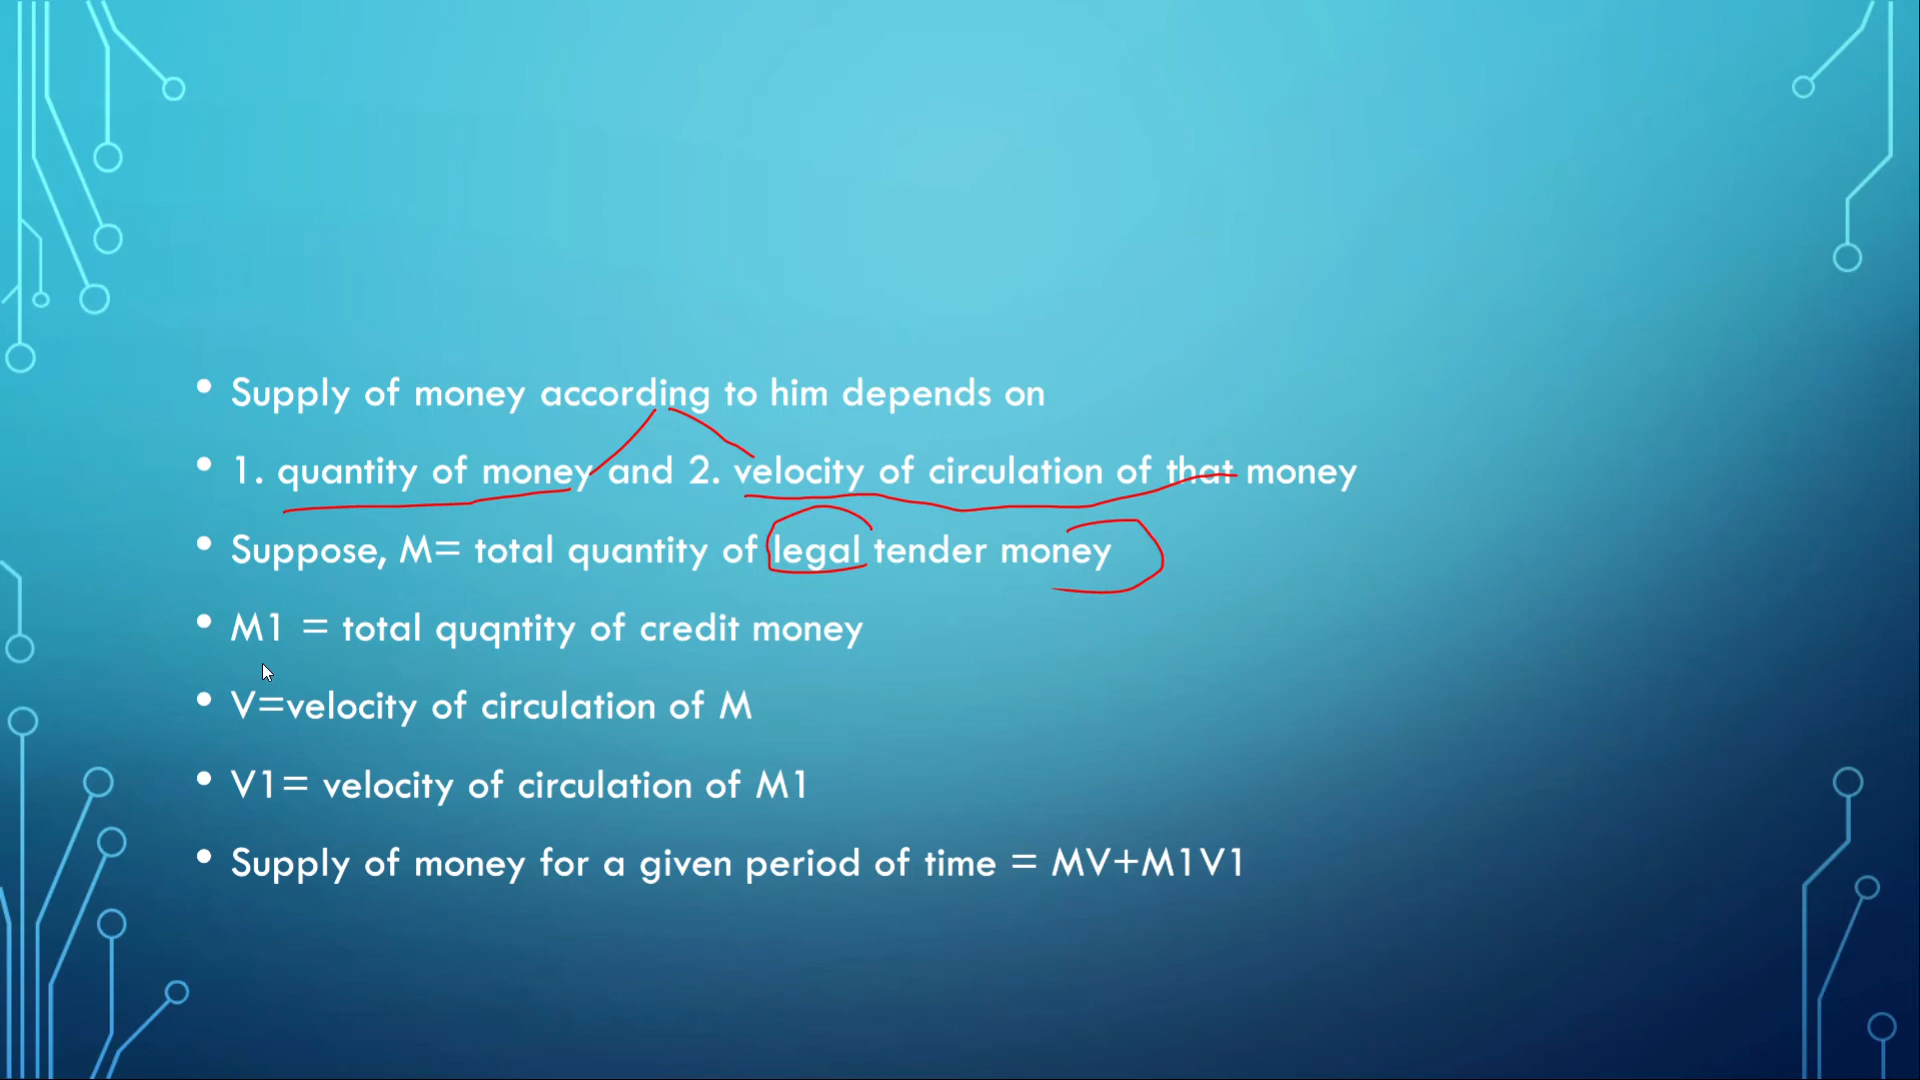 • Supply of money according to him depends on
• 1. quantity of money and 2. velocity of circulation of that money
• Suppose, M= total quantity of legal tender money
• M1 = total quqntity of credit money
• V=velocity of circulation of M
• V1= velocity of circulation of M1
• Supply of money for a given period of time = MV+M1V1